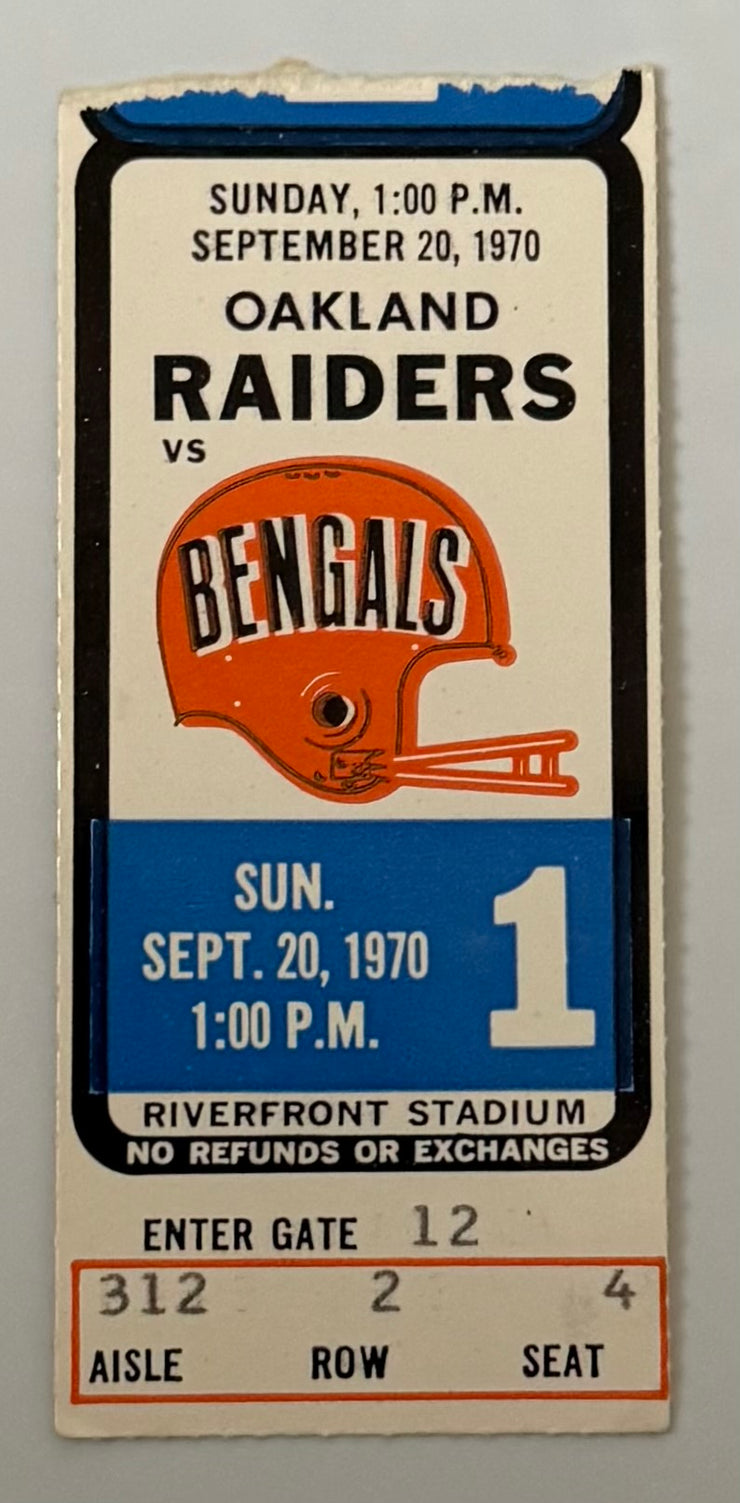 SUNDAY, 1:00 P.M.
SEPTEMBER 20, 1970
OAKLAND
RAIDERS
VS
BENGALS
SUN.
SEPT. 20, 1970
1:00 P.M.
1
RIVERFRONT STADIUM
NO REFUNDS OR EXCHANGES
ENTER GATE 12
312 2 4
AISLE ROW SEAT